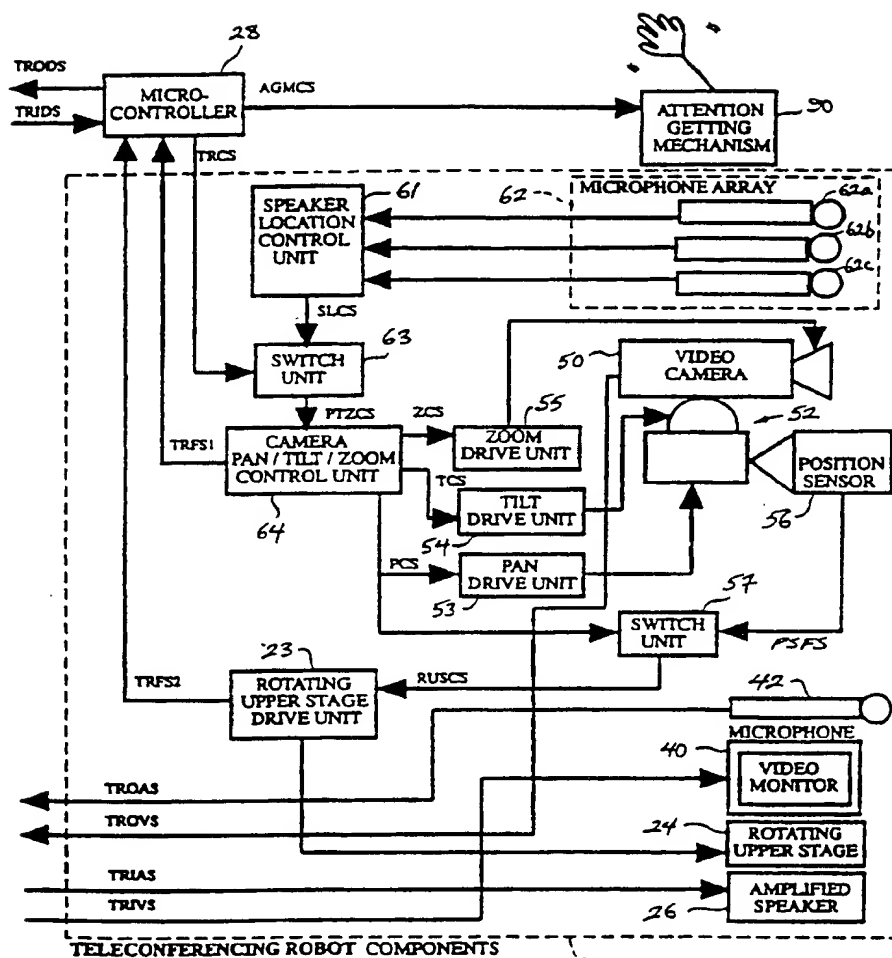 28
TRODS
MICRO-
CONTROLLER
AGMCS
TRIDS
ATTENTION
GETTING
MECHANISM
90
TRCS
61
62
MICROPHONE ARRAY
62a
SPEAKER
LOCATION
CONTROL
UNIT
62b
62c
SLCS
63
SWITCH
UNIT
50
VIDEO
CAMERA
PTZCS
ZCS
55
52
TRFS1
CAMERA
PAN / TILT / ZOOM
CONTROL UNIT
ZOOM
DRIVE UNIT
POSITION
SENSOR
56
TCS
64
TILT
DRIVE UNIT
54
PCS
PAN
DRIVE UNIT
53
57
SWITCH
UNIT
PSFS
23
TRFS2
ROTATING
UPPER STAGE
DRIVE UNIT
RUSCS
42
MICROPHONE
40
VIDEO
MONITOR
TROAS
TROVS
24
ROTATING
UPPER STAGE
TRIAS
TRIVS
26
AMPLIFIED
SPEAKER
TELECONFERENCING ROBOT COMPONENTS